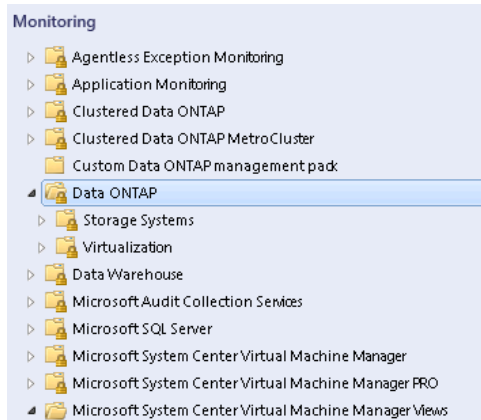 Monitoring
Agentless Exception Monitoring
Application Monitoring
Clustered Data ONTAP
Clustered Data ONTAP MetroCluster
Custom Data ONTAP management pack
Data ONTAP
Storage Systems
Virtualization
Data Warehouse
Microsoft Audit Collection Services
Microsoft SQL Server
Microsoft System Center Virtual Machine Manager
Microsoft System Center Virtual Machine Manager PRO
Microsoft System Center Virtual Machine Manager Views